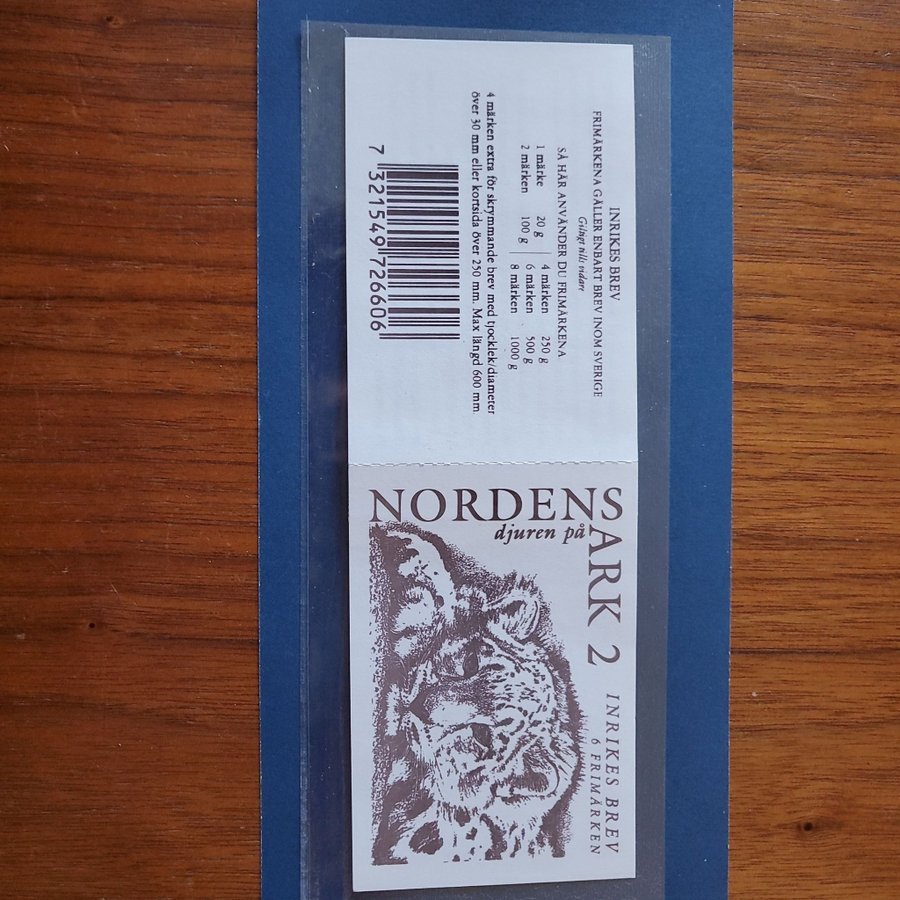 INRIKES BREV
FRIMÄRKENA GÄLLER ENBART BREV INOM SVERIGE
Giltigt tills vidare
SÅ HÄR ANVÄNDER DU FRIMÄRKENA
1 märke 20 g 4 märken 250 g
2 märken 100 g 6 märken 500 g
8 märken 1000 g
4 märken extra för skrymmande brev med tjocklek/diameter
över 30 mm eller kortsida över 250 mm. Max längd 600 mm.
7 321549 726606
NORDENS
djuren på
ARK 2
INRIKES BREV
6 FRIMÄRKEN